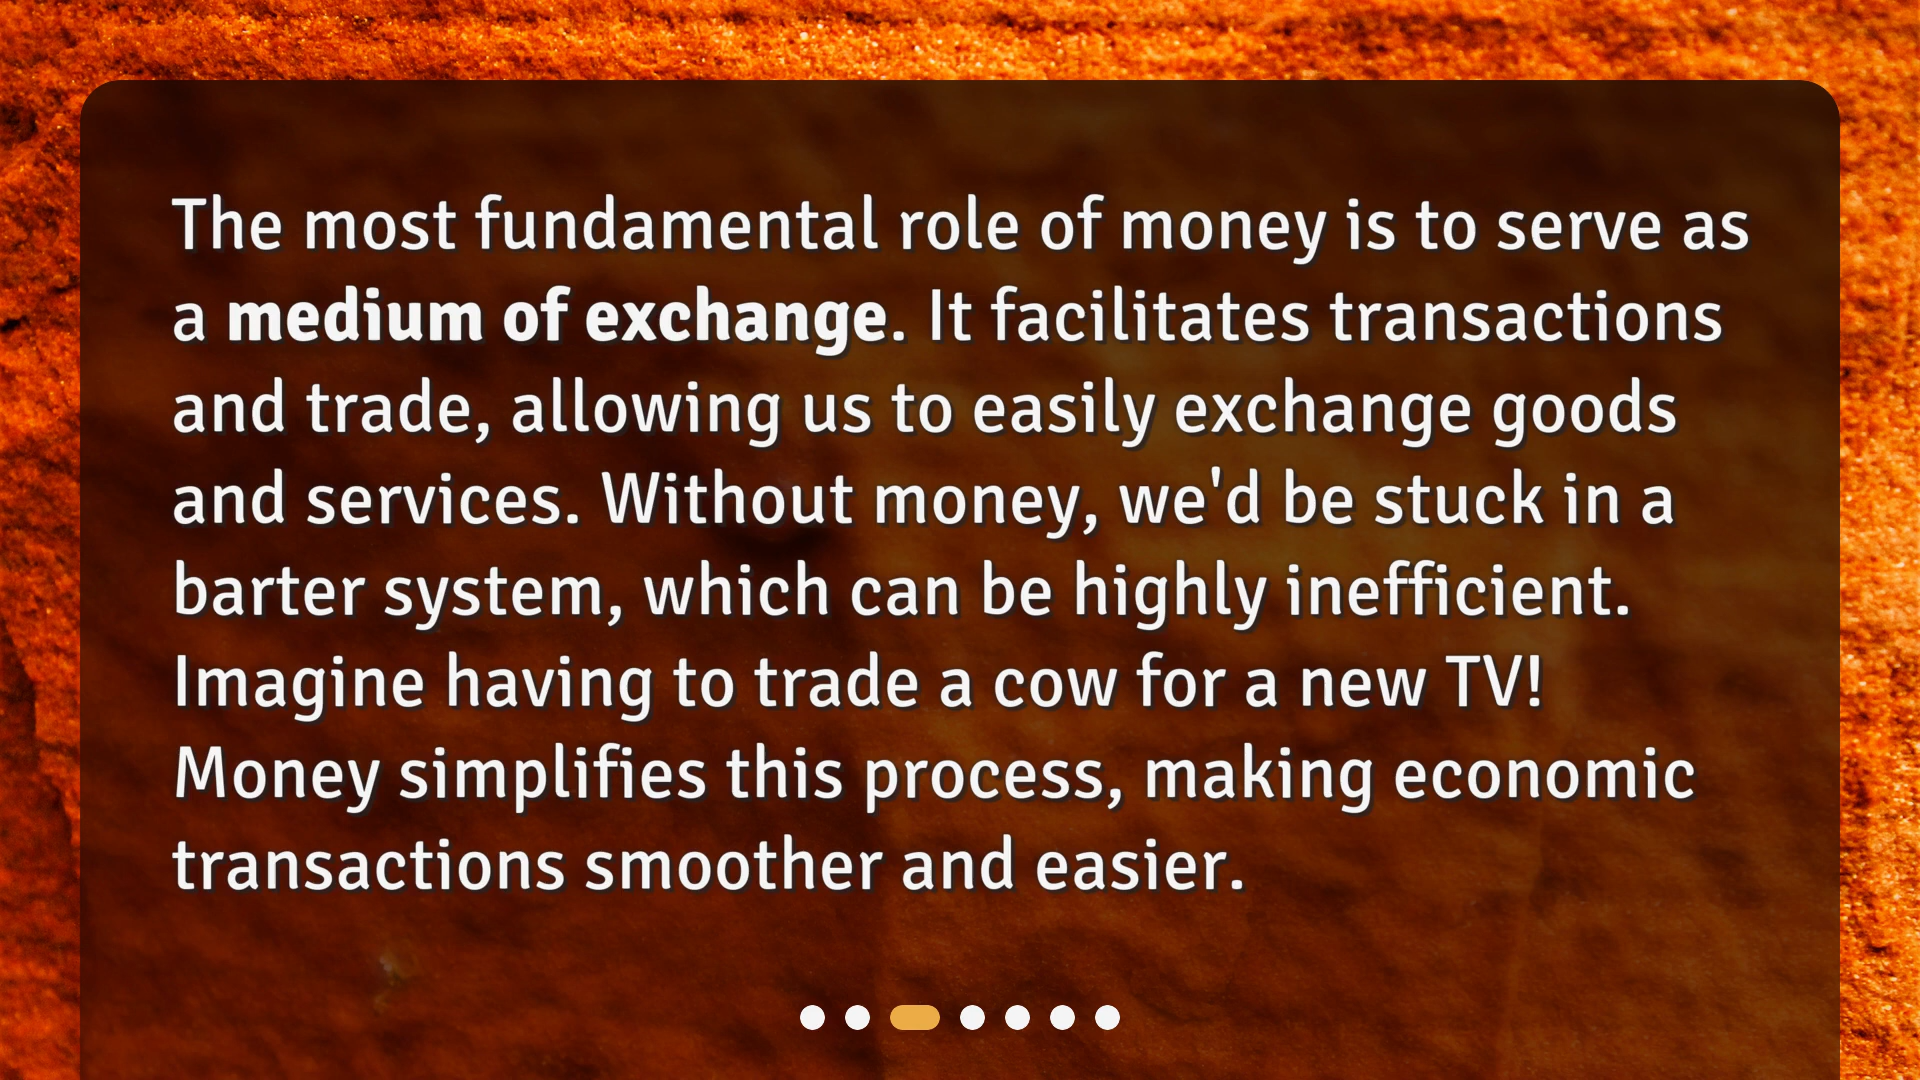 The most fundamental role of money is to serve as
a medium of exchange. It facilitates transactions
and trade, allowing us to easily exchange goods
and services. Without money, we'd be stuck in a
barter system, which can be highly inefficient.
Imagine having to trade a cow for a new TV!
Money simplifies this process, making economic
transactions smoother and easier.